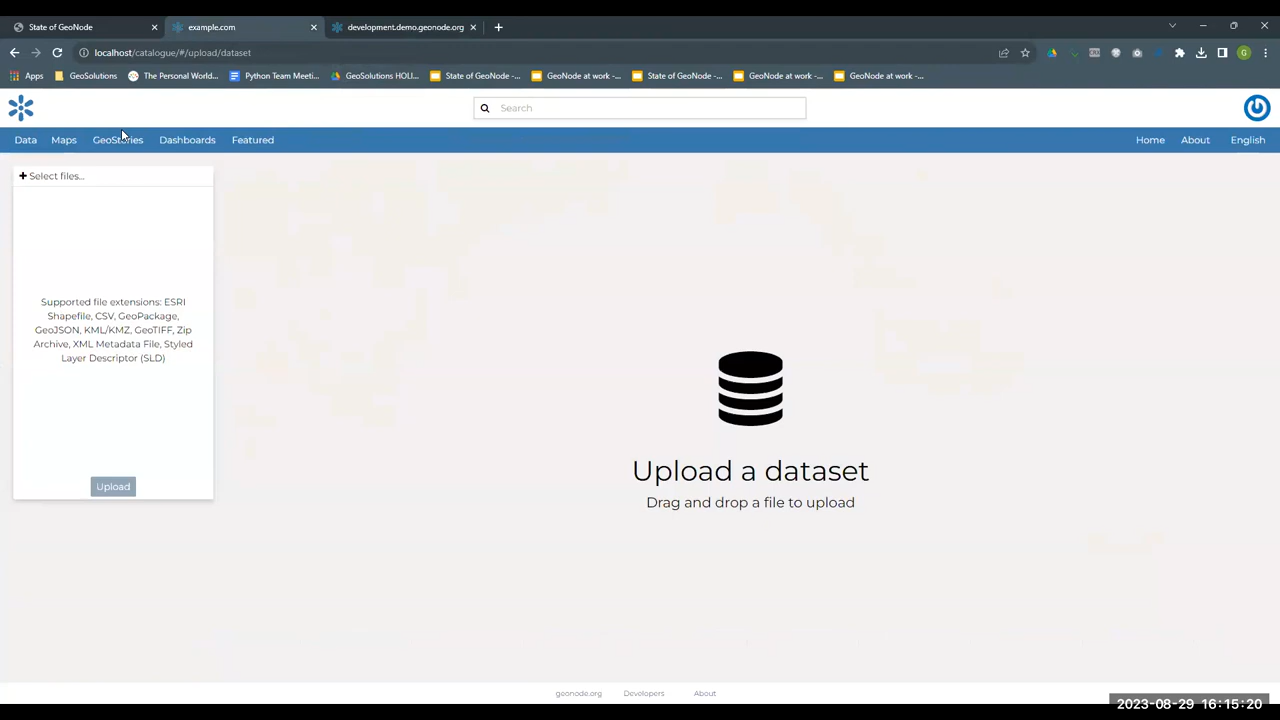 State of GeoNode
example.com
development.demo.geonode.org
localhost/catalogue/#/upload/dataset
G
Apps
GeoSolutions
The Personal World...
Python Team Meeti...
GeoSolutions HOLI...
State of GeoNode -...
GeoNode at work -...
State of GeoNode -...
GeoNode at work -...
GeoNode at work -...
Search
Data
Maps
GeoStories
Dashboards
Featured
Home
About
English
Select files...
Supported file extensions: ESRI
Shapefile, CSV, GeoPackage,
GeoJSON, KML/KMZ, GeoTIFF, Zip
Archive, XML Metadata File, Styled
Layer Descriptor (SLD)
Upload
Upload a dataset
Drag and drop a file to upload
geonode.org
Developers
About
2023-08-29 16:15:20